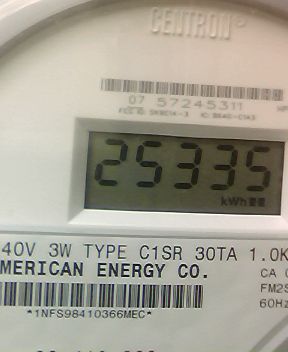 CENTRON®
07 57245311
25335
kWh
40V 3W TYPE C1SR 30TA 1.0K
MERICAN ENERGY CO.
CA
FM2S
60Hz
*1NFS98410366MEC*